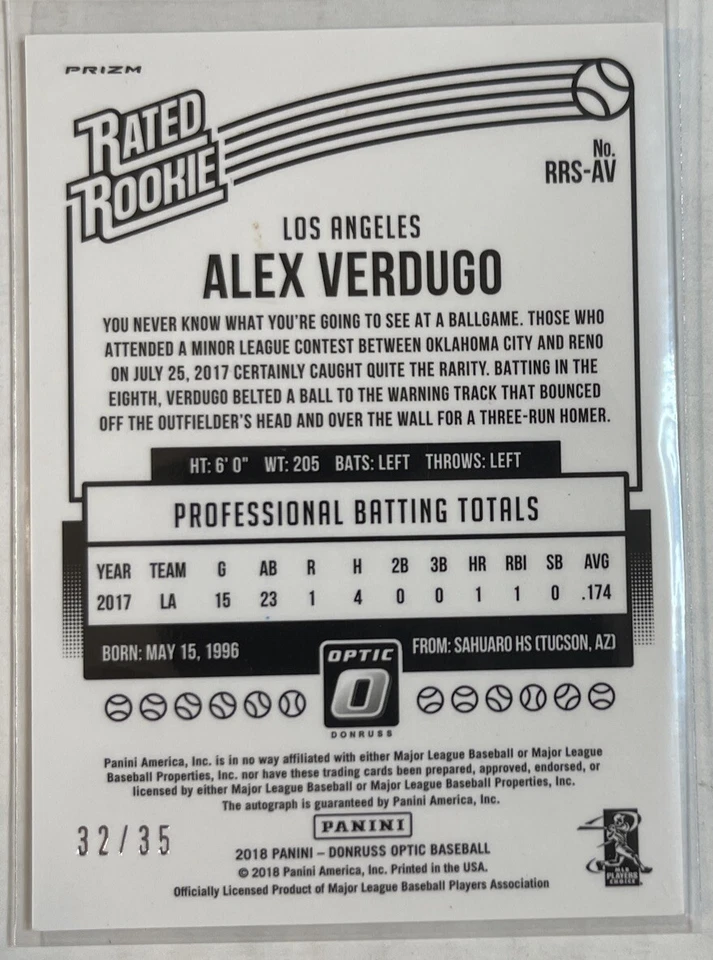 PRIZM
RATED
ROOKIE
No.
RRS-AV
LOS ANGELES
ALEX VERDUGO
YOU NEVER KNOW WHAT YOU'RE GOING TO SEE AT A BALLGAME. THOSE WHO
ATTENDED A MINOR LEAGUE CONTEST BETWEEN OKLAHOMA CITY AND RENO
ON JULY 25, 2017 CERTAINLY CAUGHT QUITE THE RARITY. BATTING IN THE
EIGHTH, VERDUGO BELTED A BALL TO THE WARNING TRACK THAT BOUNCED
OFF THE OUTFIELDER'S HEAD AND OVER THE WALL FOR A THREE-RUN HOMER.
HT: 6' 0" WT: 205 BATS: LEFT THROWS: LEFT
PROFESSIONAL BATTING TOTALS
YEAR TEAM G AB R H 2B 3B HR RBI SB AVG
2017 LA 15 23 1 4 0 0 1 1 0 .174
BORN: MAY 15, 1996
FROM: SAHUARO HS (TUCSON, AZ)
OPTIC
O
DONRUSS
Panini America, Inc. is in no way affiliated with either Major League Baseball or Major League
Baseball Properties, Inc. nor have these trading cards been prepared, approved, endorsed, or
licensed by either Major League Baseball or Major League Baseball Properties, Inc.
The autograph is guaranteed by Panini America, Inc.
PANINI
32/35
2018 PANINI – DONRUSS OPTIC BASEBALL
© 2018 Panini America, Inc. Printed in the USA.
Officially Licensed Product of Major League Baseball Players Association
MLB
PLAYERS
CHOICE